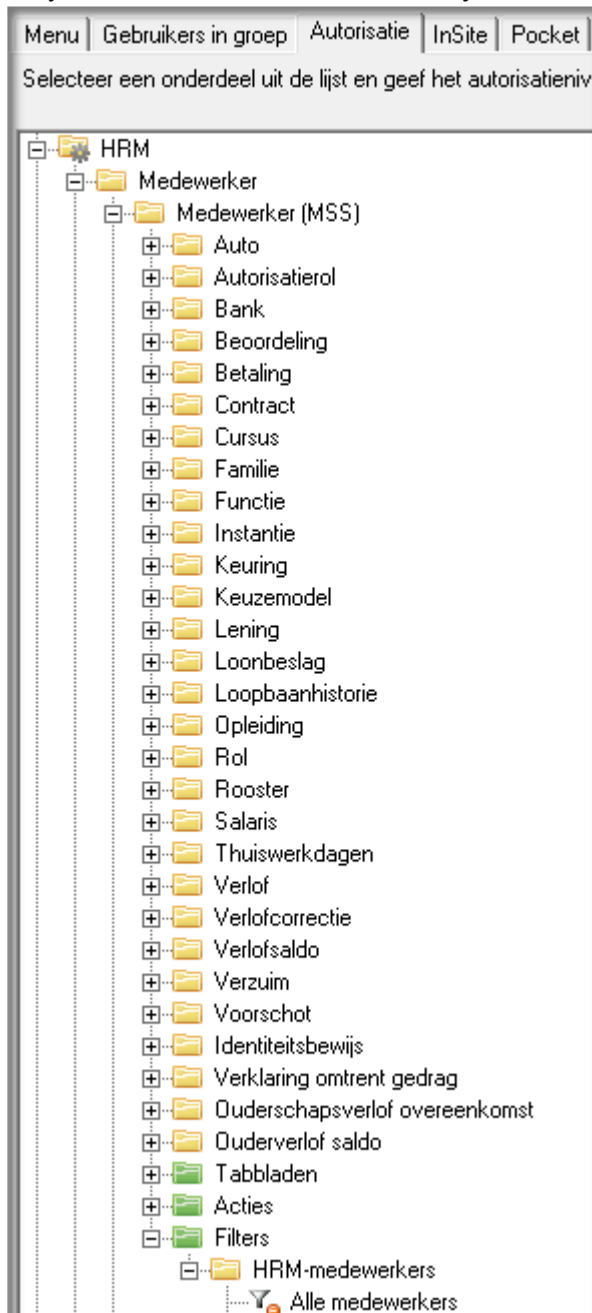 Menu Gebruikers in groep Autorisatie InSite Pocket
Selecteer een onderdeel uit de lijst en geef het autorisatieniv
HRM
Medewerker
Medewerker (MSS)
Auto
Autorisatierol
Bank
Beoordeling
Betaling
Contract
Cursus
Familie
Functie
Instantie
Keuring
Keuzemodel
Lening
Loonbeslag
Loopbaanhistorie
Opleiding
Rol
Rooster
Salaris
Thuiswerkdagen
Verlof
Verlofcorrectie
Verlofsaldo
Verzuim
Voorschot
Identiteitsbewijs
Verklaring omtrent gedrag
Ouderschapsverlof overeenkomst
Ouderverlof saldo
Tabbladen
Acties
Filters
HRM-medewerkers
Alle medewerkers